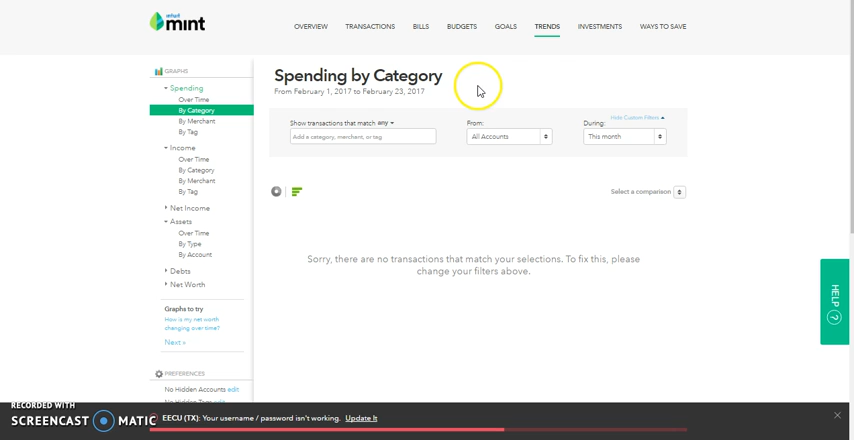 intuit
mint
OVERVIEW TRANSACTIONS BILLS BUDGETS GOALS TRENDS INVESTMENTS WAYS TO SAVE
GRAPHS
Spending
Over Time
By Category
By Merchant
By Tag
Income
Over Time
By Category
By Merchant
By Tag
Net Income
Assets
Over Time
By Type
By Account
Debts
Net Worth
Graphs to try
How is my net worth
changing over time?
Next »
PREFERENCES
No Hidden Accounts edit
No Hidden Tags edit
Spending by Category
From February 1, 2017 to February 23, 2017
Hide Custom Filters
Show transactions that match any
From:
During:
Add a category, merchant, or tag
All Accounts
This month
Select a comparison
Sorry, there are no transactions that match your selections. To fix this, please
change your filters above.
HELP ?
RECORDED WITH
SCREENCAST MATIC
EECU (TX): Your username / password isn't working. Update It